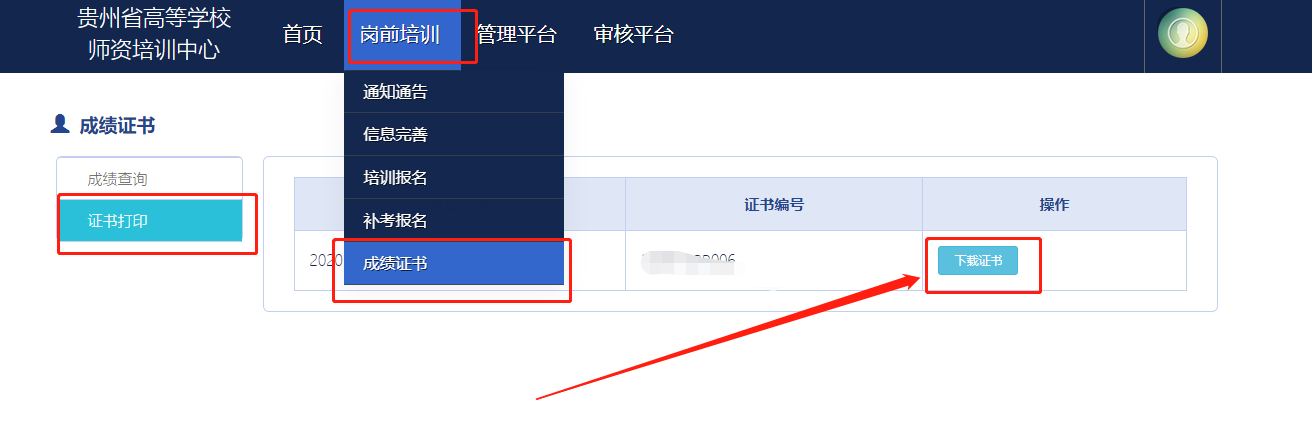 贵州省高等学校
师资培训中心
首页
岗前培训
管理平台
审核平台
通知通告
信息完善
培训报名
补考报名
成绩证书
成绩证书
成绩查询
证书打印
证书编号
操作
2020
006
下载证书